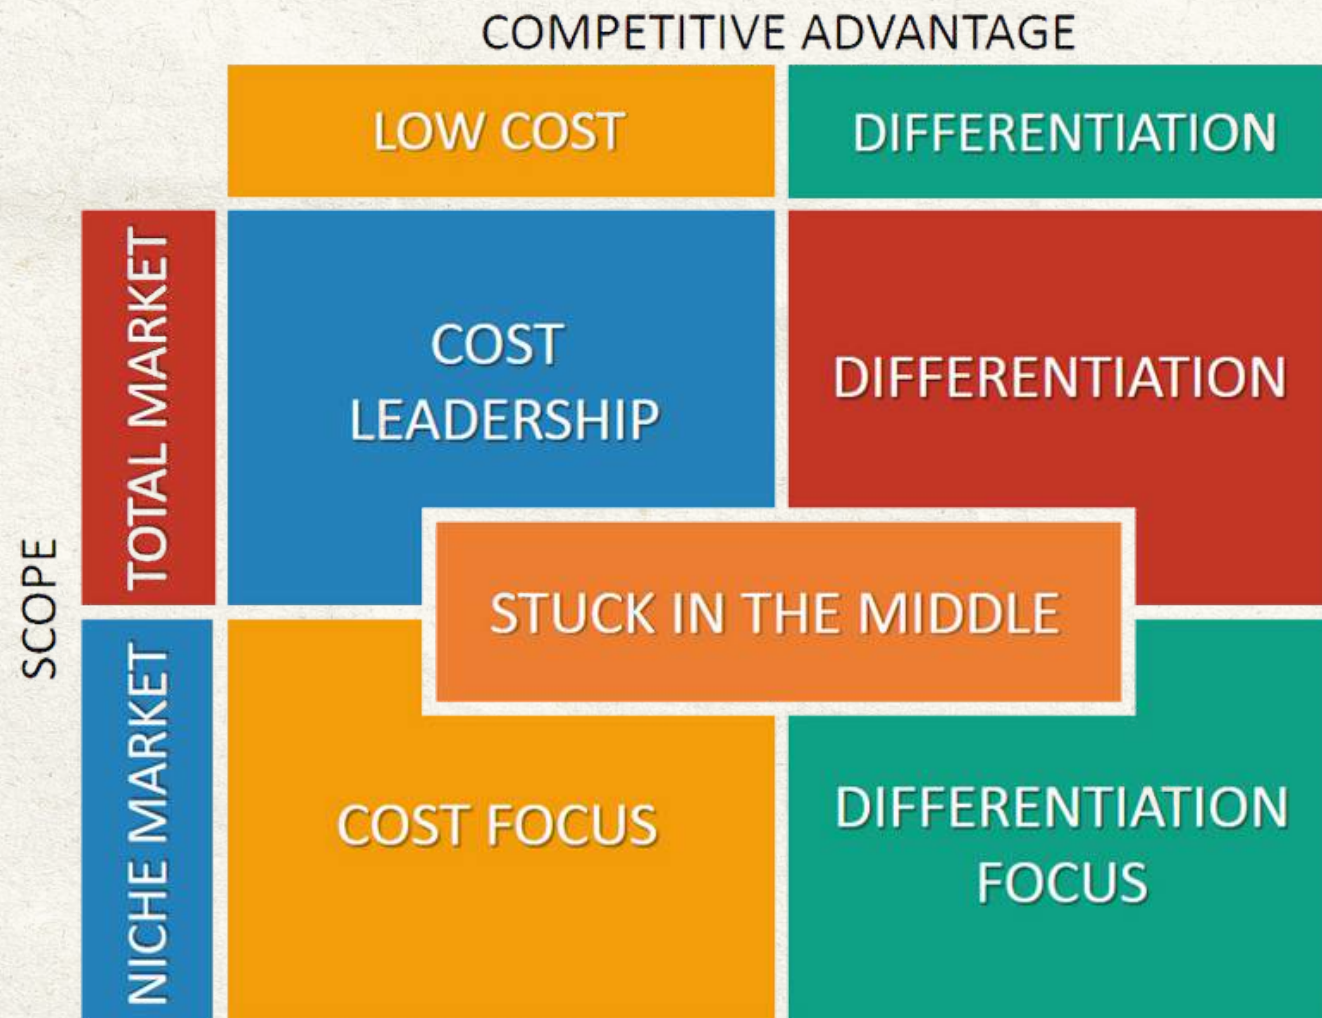 COMPETITIVE ADVANTAGE
LOW COST
DIFFERENTIATION
SCOPE
TOTAL MARKET
COST
LEADERSHIP
DIFFERENTIATION
STUCK IN THE MIDDLE
NICHE MARKET
COST FOCUS
DIFFERENTIATION
FOCUS